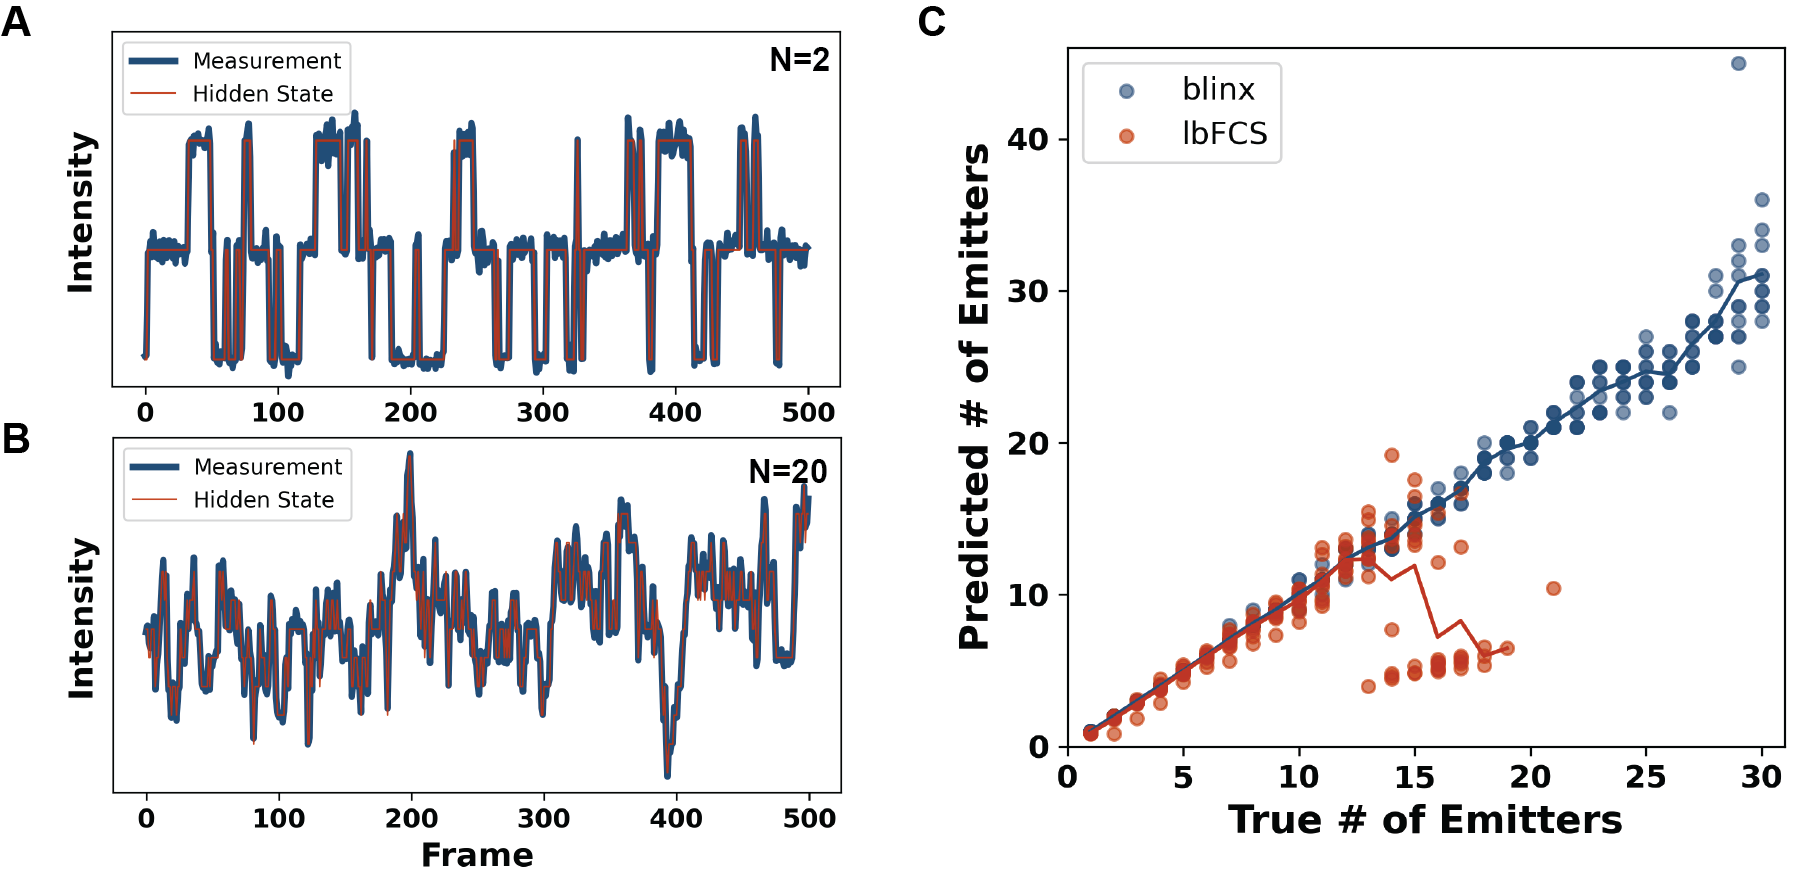 A
Measurement
Hidden State
N=2
Intensity
0 100 200 300 400 500
B
Measurement
Hidden State
N=20
Intensity
0 100 200 300 400 500
Frame
C
blinx
lbFCS
Predicted # of Emitters
40
30
20
10
0
0 5 10 15 20 25 30
True # of Emitters